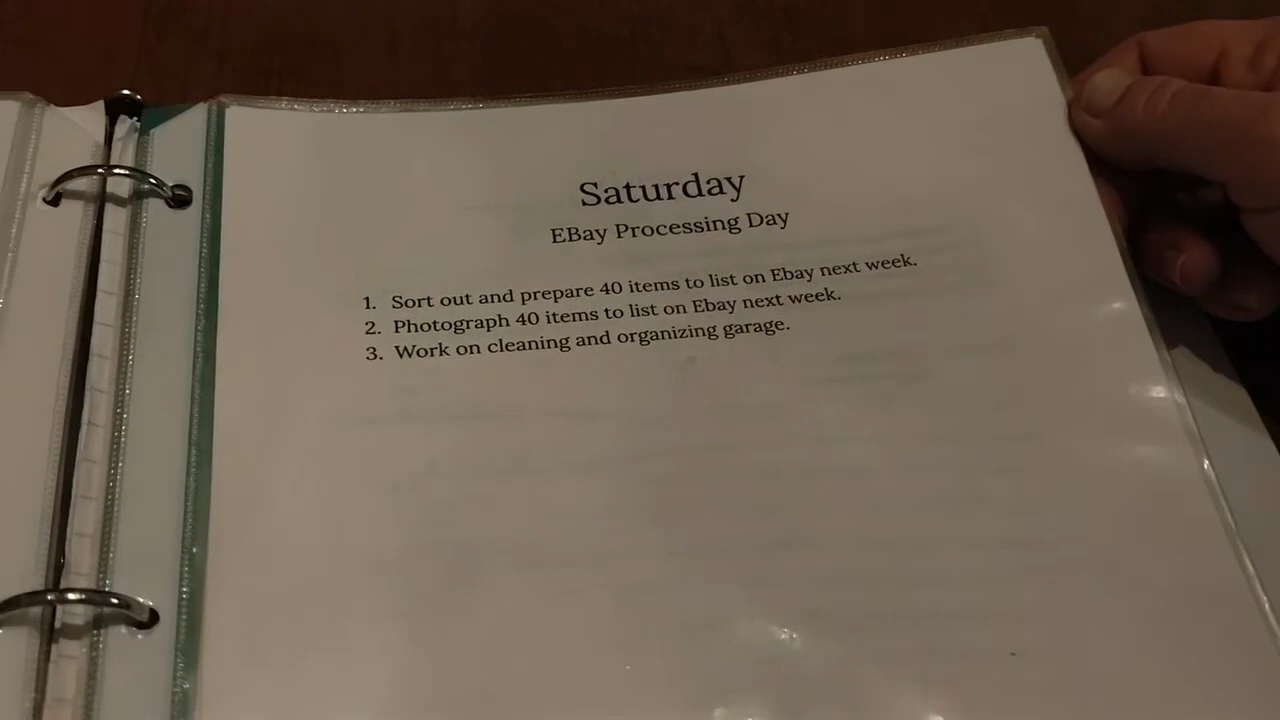 Saturday
EBay Processing Day
1. Sort out and prepare 40 items to list on Ebay next week.
2. Photograph 40 items to list on Ebay next week.
3. Work on cleaning and organizing garage.